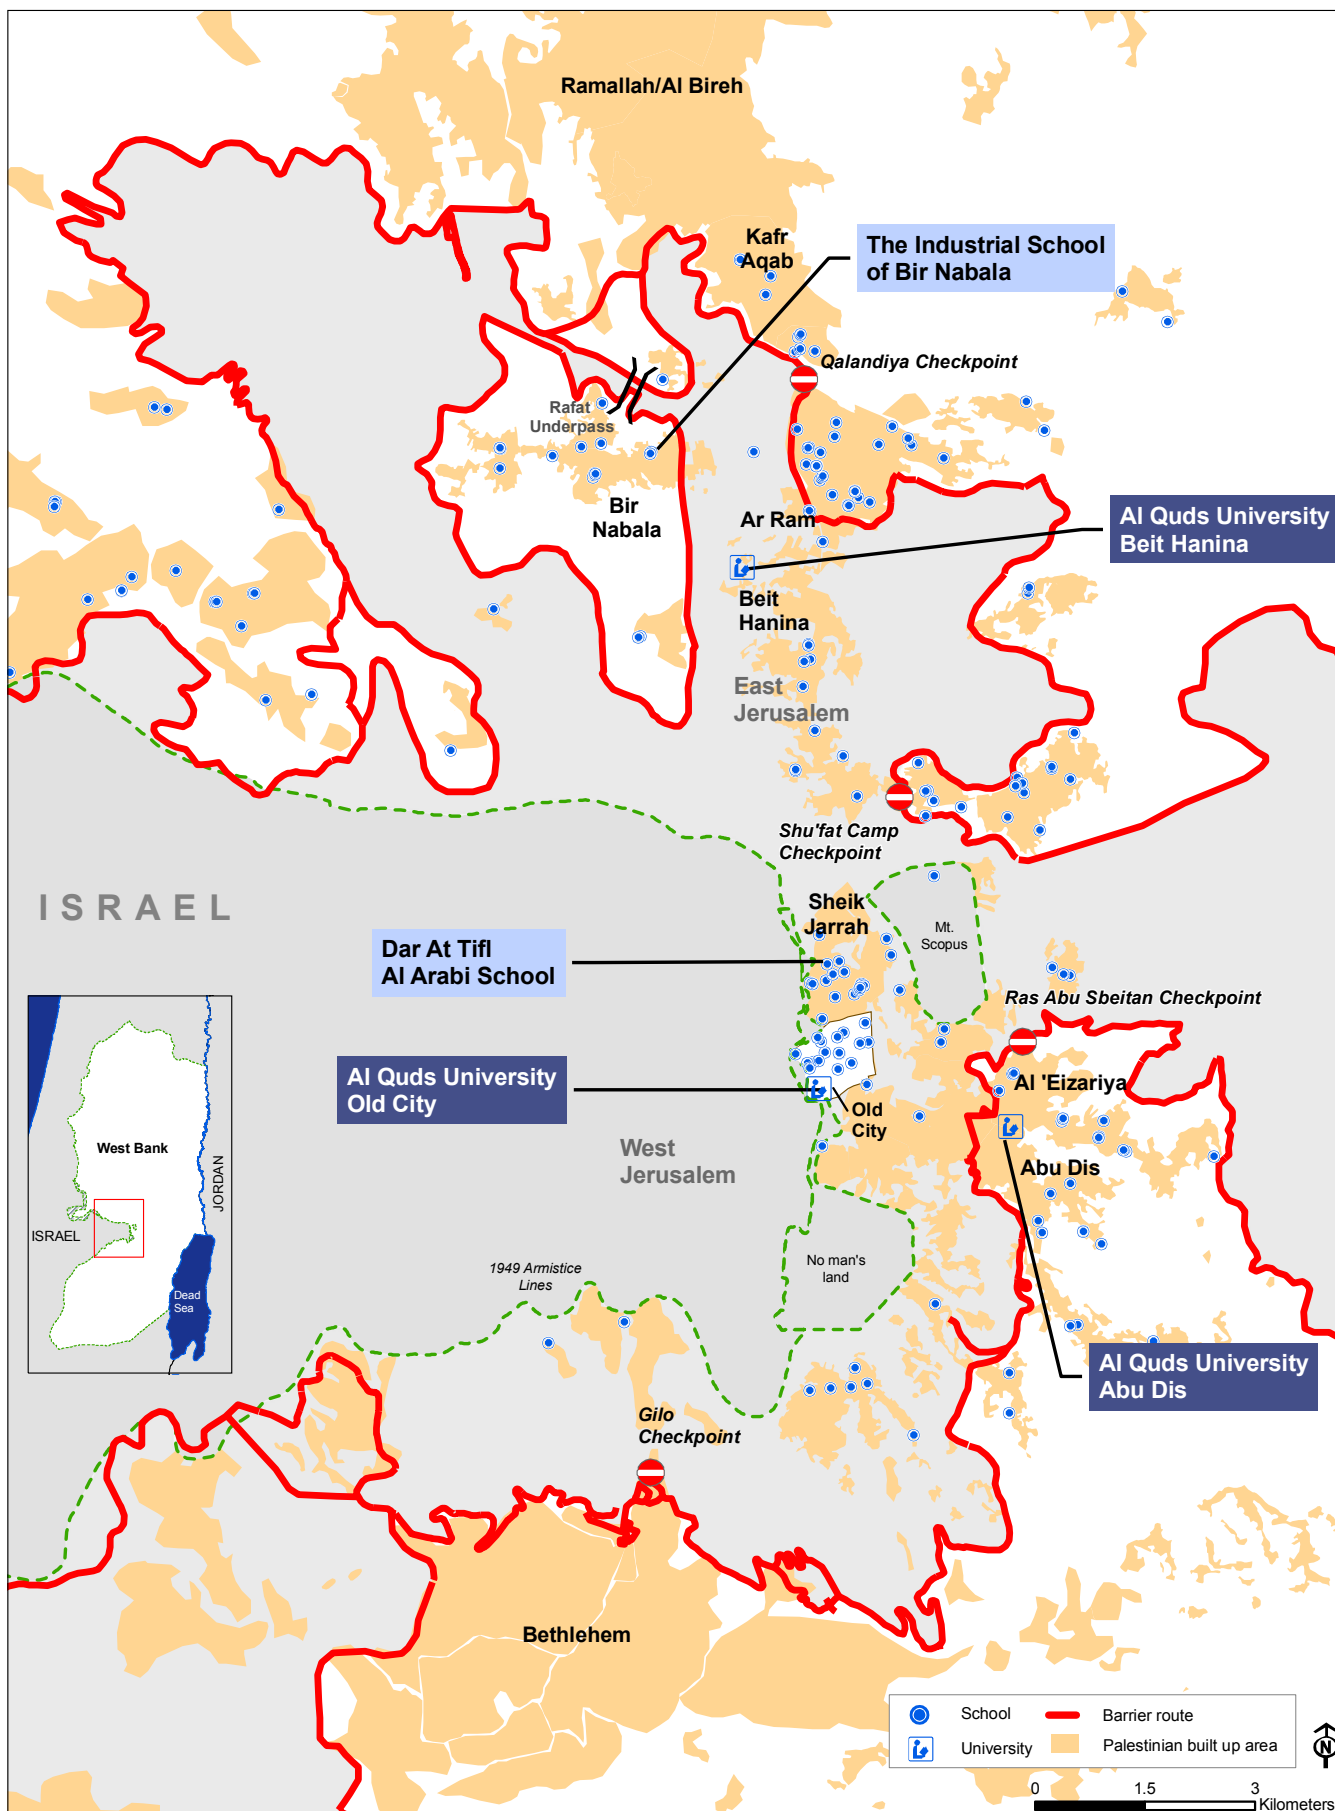 Ramallah/Al Bireh
Kafr
Aqab
The Industrial School
of Bir Nabala
Qalandiya Checkpoint
Rafat
Underpass
Bir
Nabala
Ar Ram
Al Quds University
Beit Hanina
Beit
Hanina
East
Jerusalem
Shu'fat Camp
Checkpoint
ISRAEL
Sheik
Jarrah
Mt.
Scopus
Dar At Tifl
Al Arabi School
Ras Abu Sbeitan Checkpoint
Al Quds University
Old City
Al 'Eizariya
Old
City
West
Jerusalem
Abu Dis
West Bank
JORDAN
ISRAEL
Dead
Sea
No man's
land
1949 Armistice
Lines
Al Quds University
Abu Dis
Gilo
Checkpoint
Bethlehem
School
Barrier route
University
Palestinian built up area
N
0 1.5 3
Kilometers